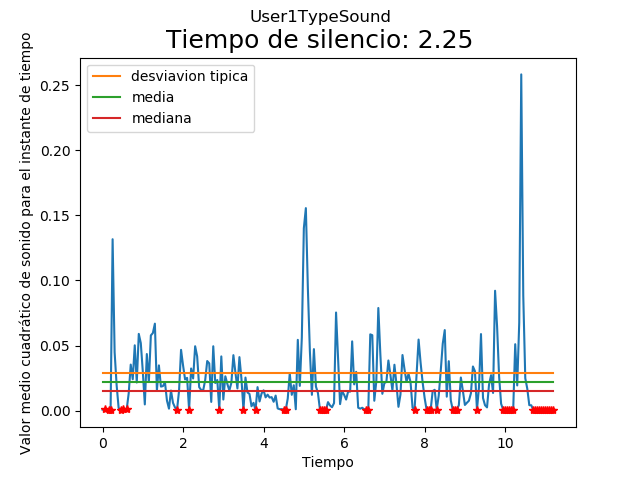 User1TypeSound
Tiempo de silencio: 2.25
desviavion tipica
media
mediana
Valor medio cuadrático de sonido para el instante de tiempo
0.25
0.20
0.15
0.10
0.05
0.00
0 2 4 6 8 10
Tiempo